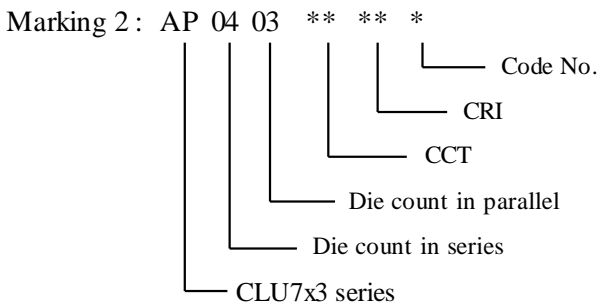 Marking 2 : AP 04 03 ** ** *
Code No.
CRI
CCT
Die count in parallel
Die count in series
CLU7x3 series